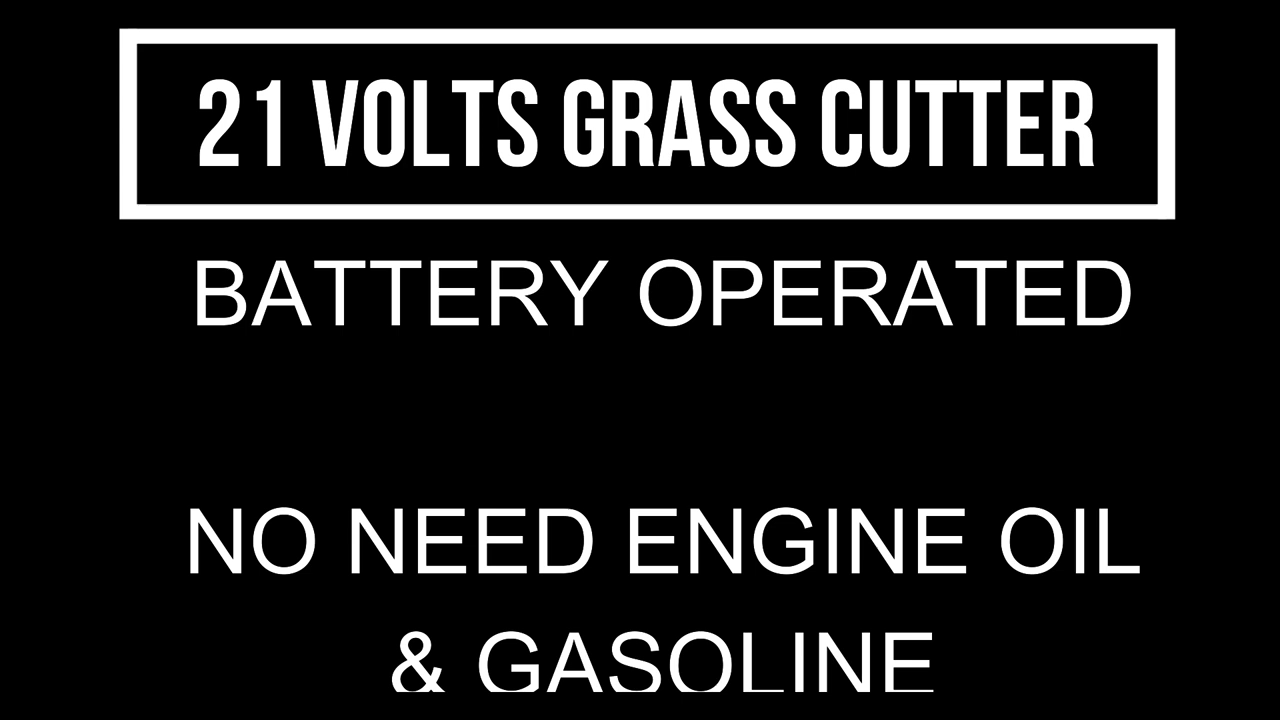 21 VOLTS GRASS CUTTER
BATTERY OPERATED
NO NEED ENGINE OIL
& GASOLINE